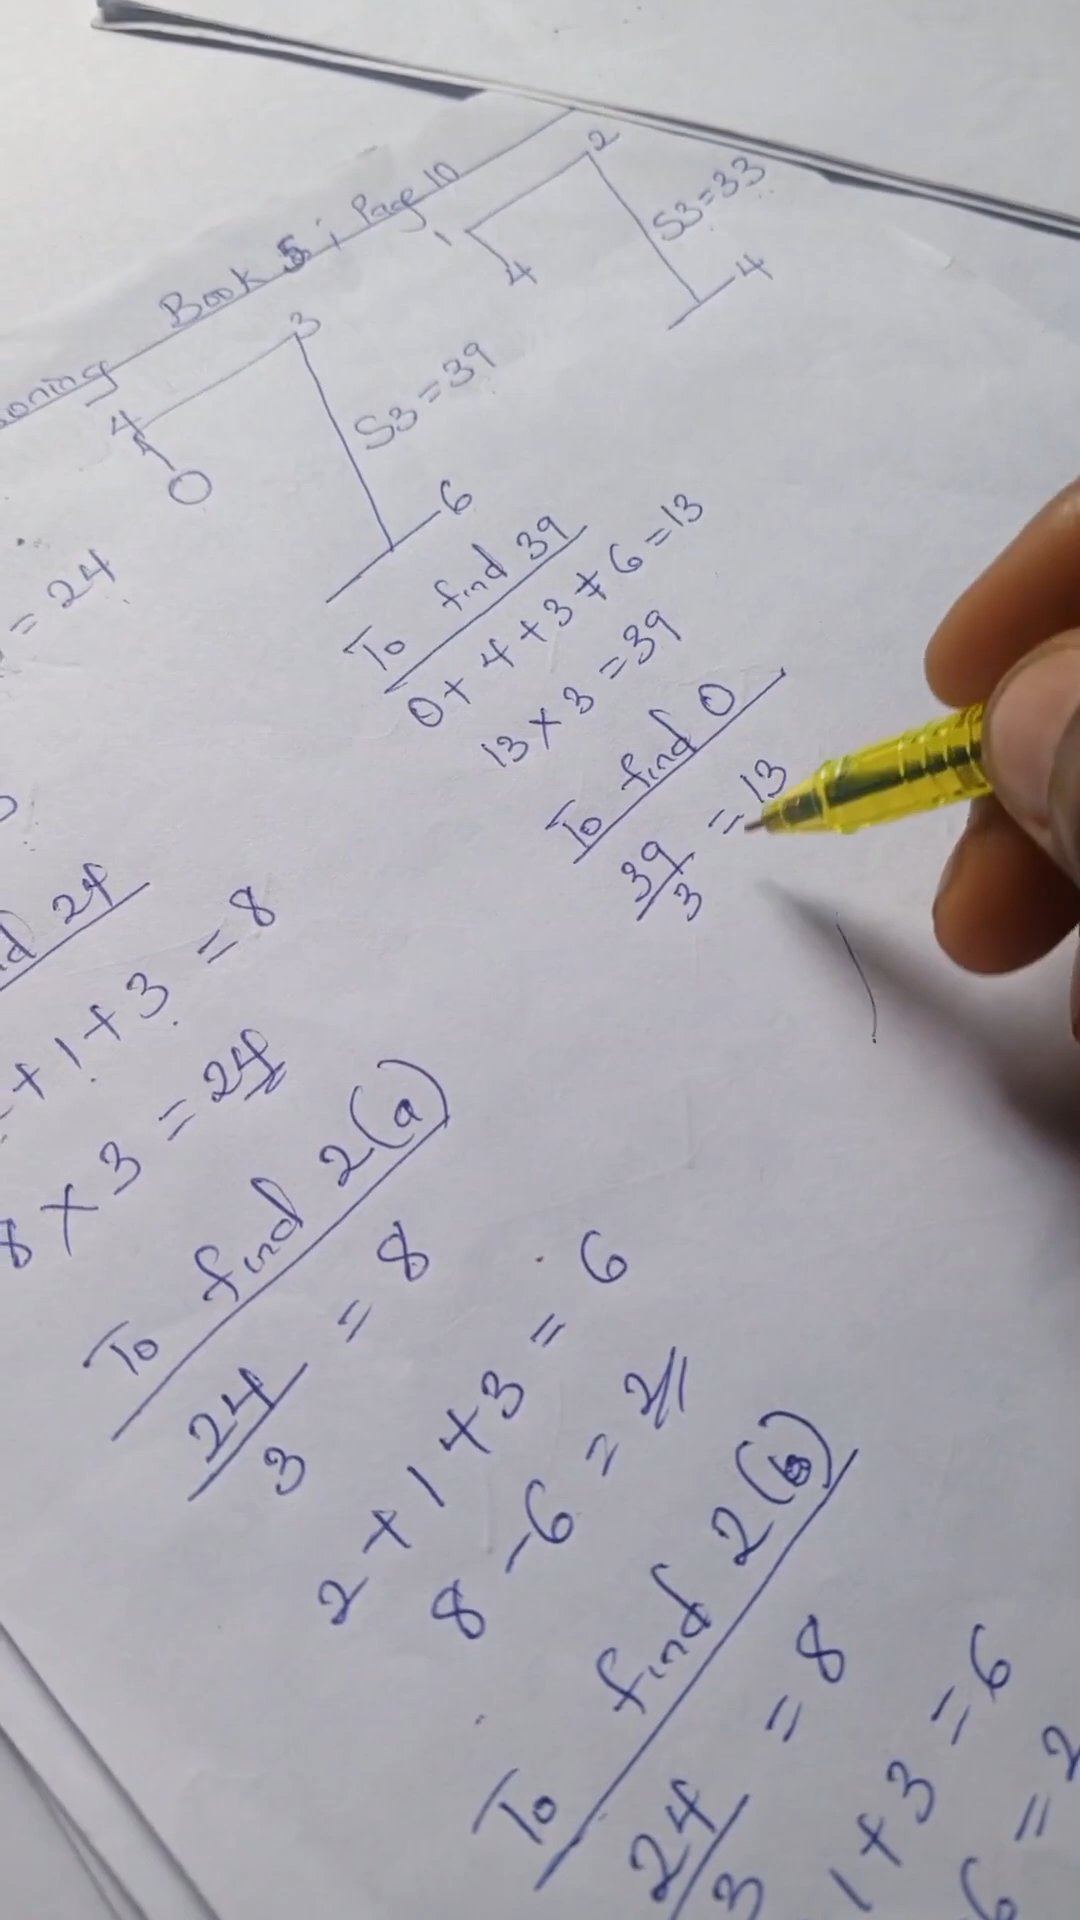 Book 5; Page 10
oning
3
4
0
S3=39
6
1
2
4
S3=33
4
= 24
To find 39
0+ 4+3+6=13
13 × 3 = 39
To find 0
39/3 = 13
d 24
+ 1 + 3 = 8
8 × 3 = 24
To find 2(a)
24/3 = 8
2 + 1 + 3 = 6
8 - 6 = 2
To find 2(b)
24/3 = 8
1 + 3 = 6
6 = 2